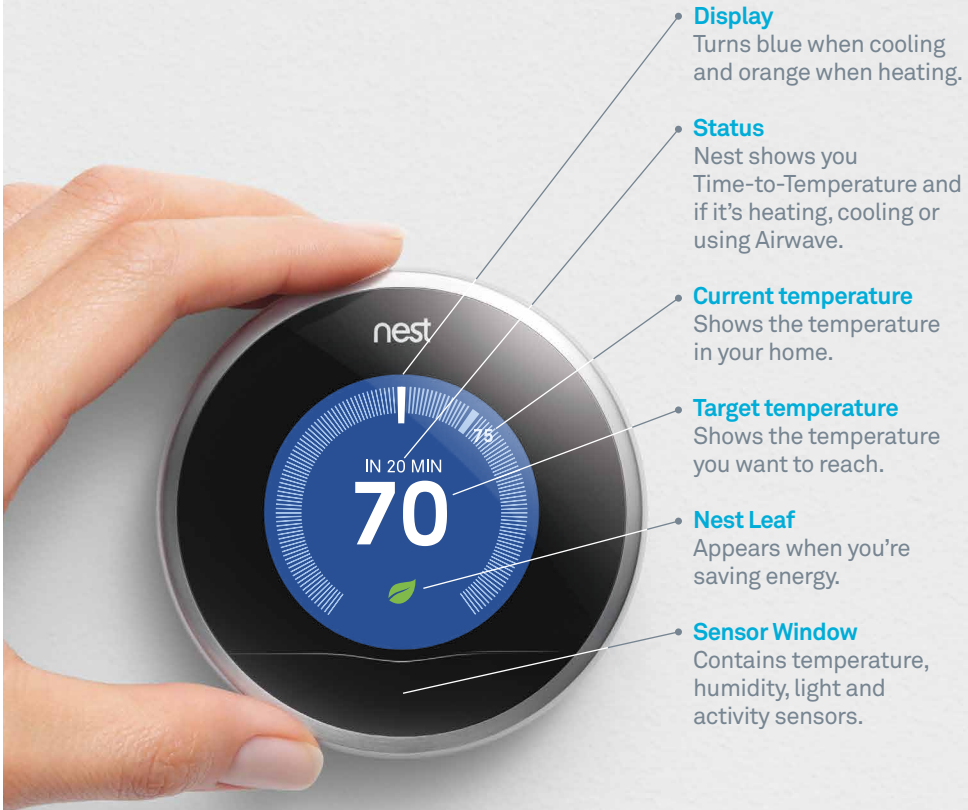 Display
Turns blue when cooling
and orange when heating.
Status
Nest shows you
Time-to-Temperature and
if it's heating, cooling or
using Airwave.
Current temperature
Shows the temperature
in your home.
Target temperature
Shows the temperature
you want to reach.
Nest Leaf
Appears when you're
saving energy.
Sensor Window
Contains temperature,
humidity, light and
activity sensors.
nest
75
IN 20 MIN
70